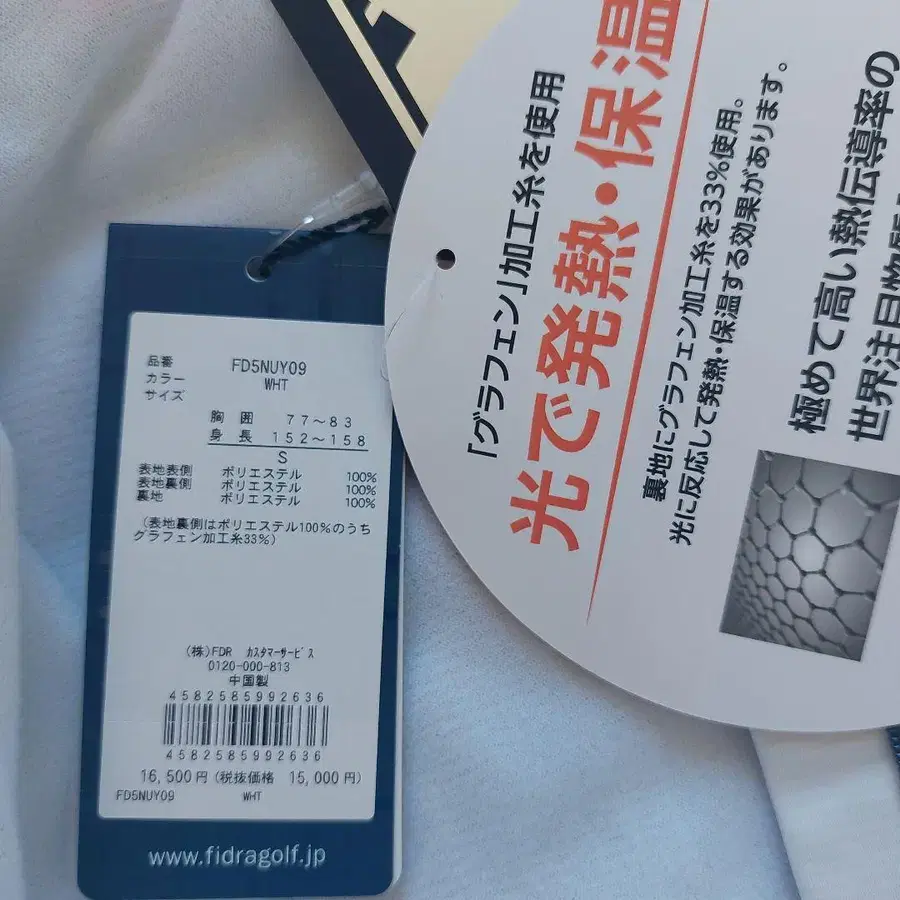 品番 FD5NUY09
カラー WHT
サイズ
胸囲 77～83
身長 152～158
S
表地表側 ポリエステル 100%
表地裏側 ポリエステル 100%
裏地 ポリエステル 100%
(表地裏側はポリエステル100%のうち
グラフェン加工糸33%)
(株)FDR ｶｽﾀﾏｰｻｰﾋﾞｽ
0120-000-813
中国製
4582585992636
4582585992636
16,500円(税抜価格 15,000円)
FD5NUY09 WHT
www.fidragolf.jp
「グラフェン」加工糸を使用
光で発熱・保温
裏地にグラフェン加工糸を33%使用。
光に反応して発熱・保温する効果があります。
極めて高い熱伝導率の
世界注目物質